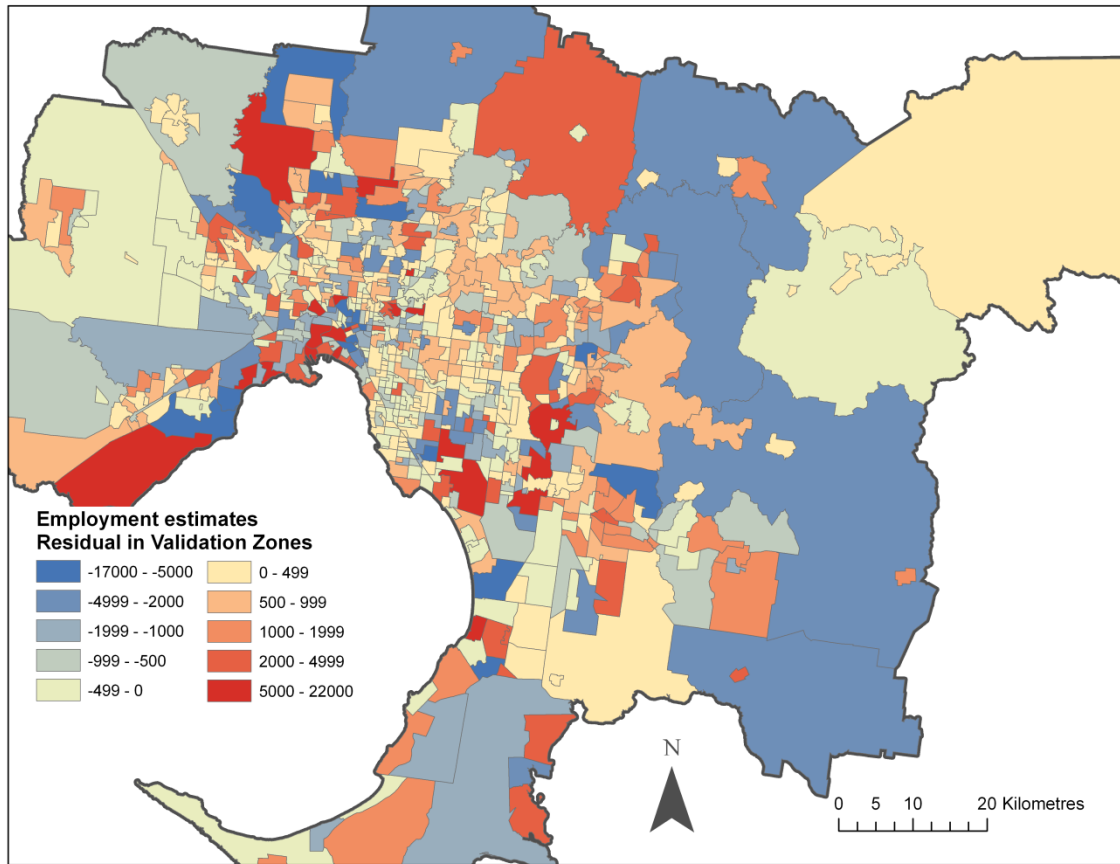 Employment estimates
Residual in Validation Zones
-17000 - -5000
-4999 - -2000
-1999 - -1000
-999 - -500
-499 - 0
0 - 499
500 - 999
1000 - 1999
2000 - 4999
5000 - 22000
N
0 5 10 20 Kilometres